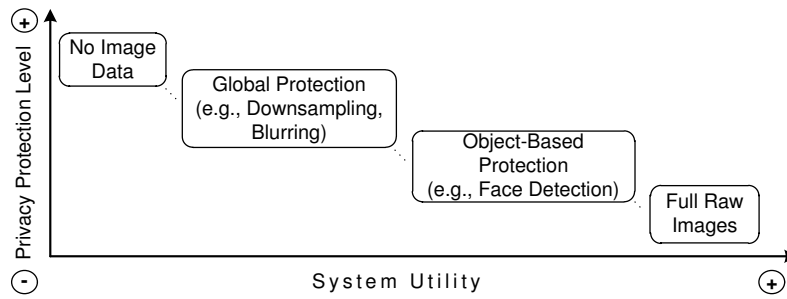 +
Privacy Protection Level
No Image
Data
Global Protection
(e.g., Downsampling,
Blurring)
Object-Based
Protection
(e.g., Face Detection)
Full Raw
Images
-
System Utility
+